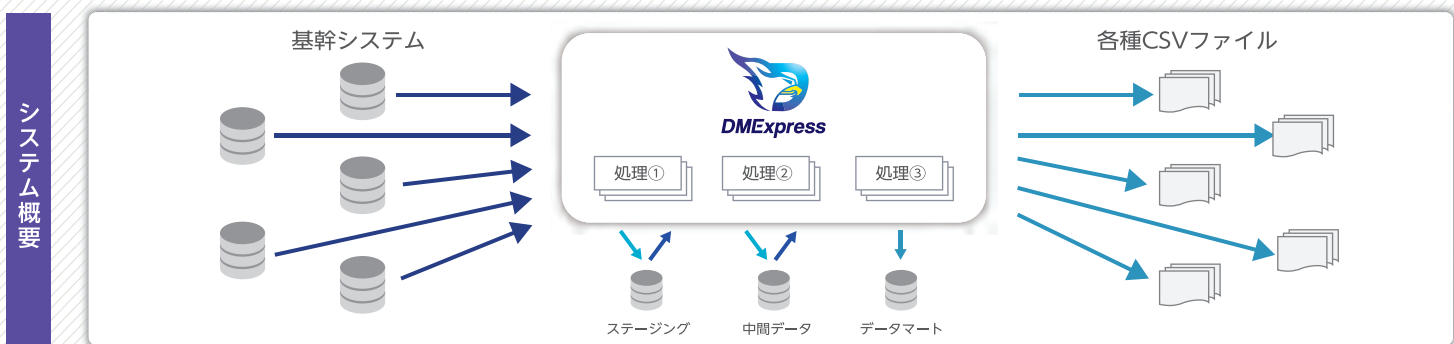 システム概要
基幹システム
DMExpress
処理①
処理②
処理③
ステージング
中間データ
データマート
各種CSVファイル